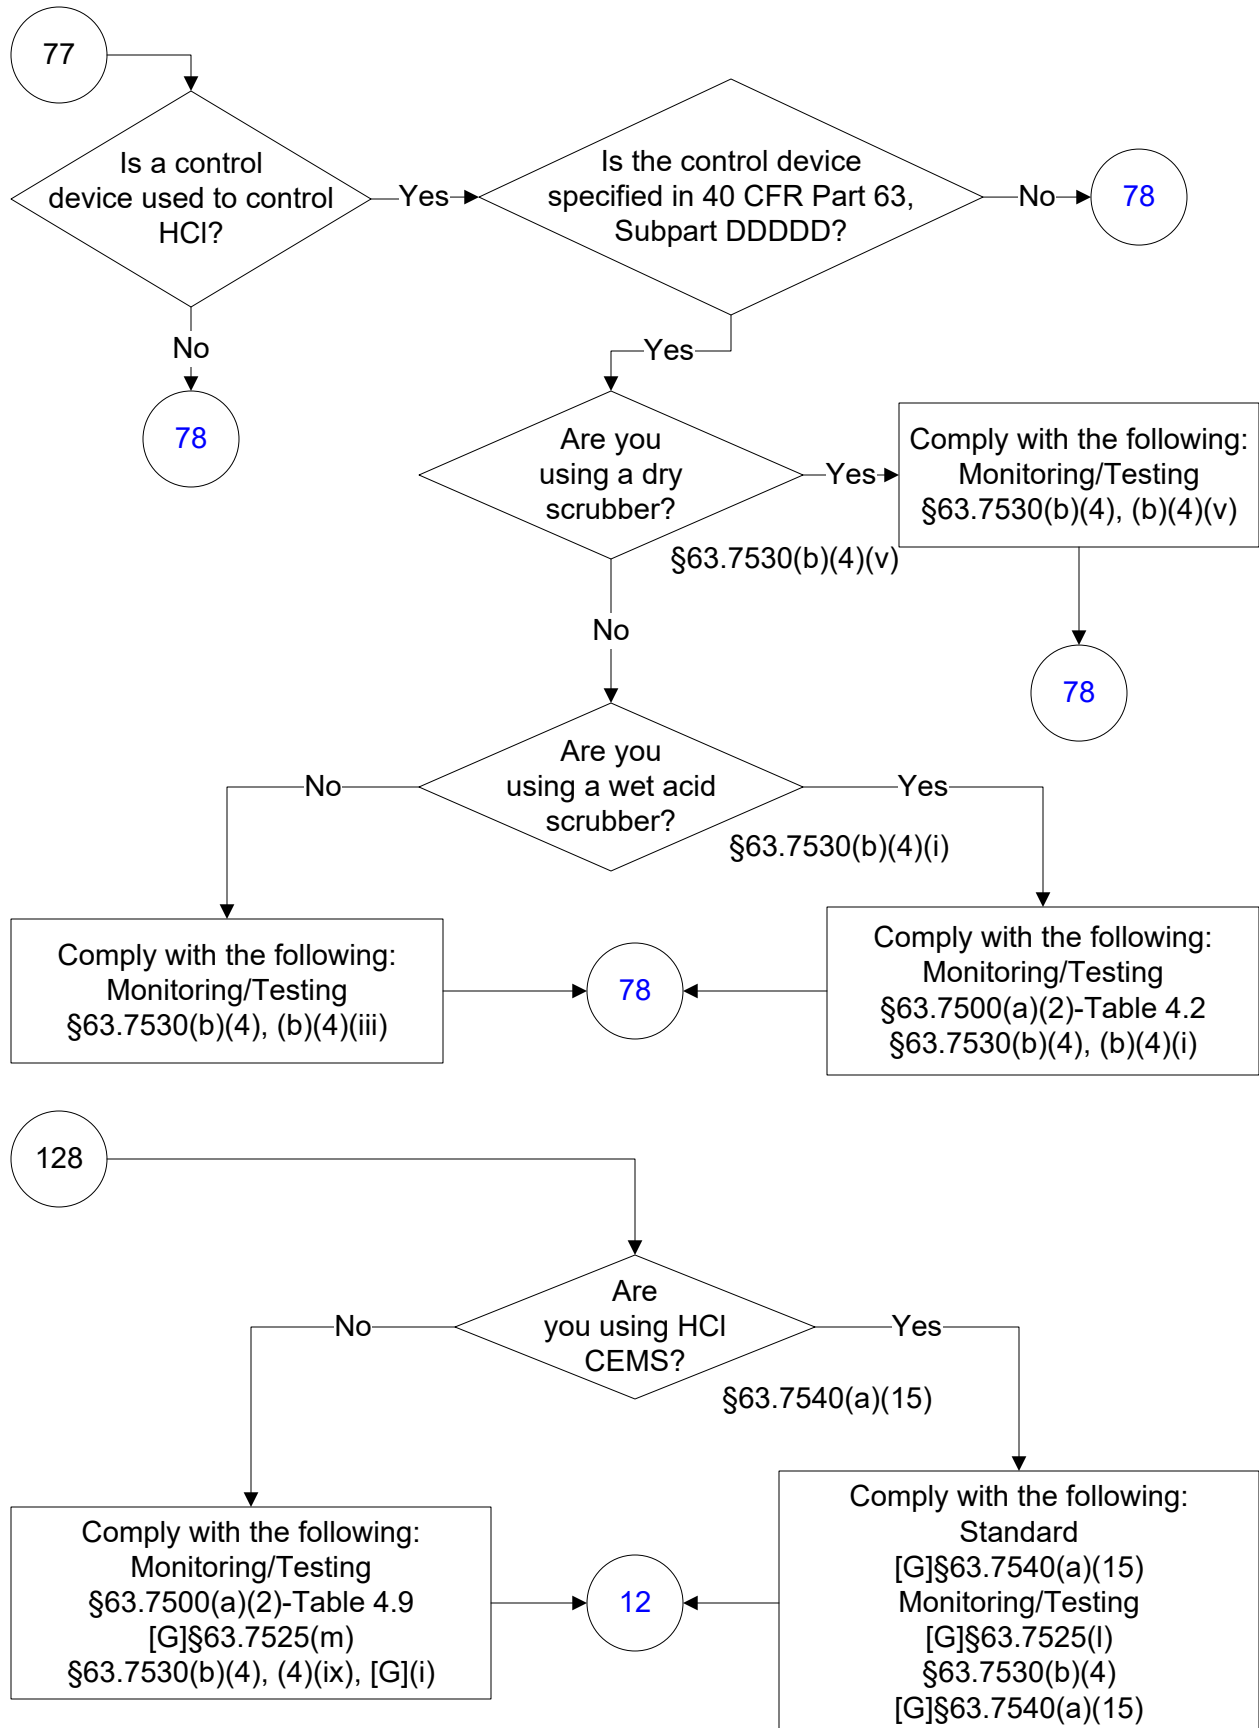 77
Is a control
device used to control
HCl?
Yes
Is the control device
specified in 40 CFR Part 63,
Subpart DDDDD?
No
78
No
78
Yes
Are you
using a dry
scrubber?
Yes
§63.7530(b)(4)(v)
Comply with the following:
Monitoring/Testing
§63.7530(b)(4), (b)(4)(v)
78
No
Are you
using a wet acid
scrubber?
No
Yes
§63.7530(b)(4)(i)
Comply with the following:
Monitoring/Testing
§63.7530(b)(4), (b)(4)(iii)
78
Comply with the following:
Monitoring/Testing
§63.7500(a)(2)-Table 4.2
§63.7530(b)(4), (b)(4)(i)
128
Are
you using HCl
CEMS?
No
Yes
§63.7540(a)(15)
Comply with the following:
Monitoring/Testing
§63.7500(a)(2)-Table 4.9
[G]§63.7525(m)
§63.7530(b)(4), (4)(ix), [G](i)
12
Comply with the following:
Standard
[G]§63.7540(a)(15)
Monitoring/Testing
[G]§63.7525(l)
§63.7530(b)(4)
[G]§63.7540(a)(15)